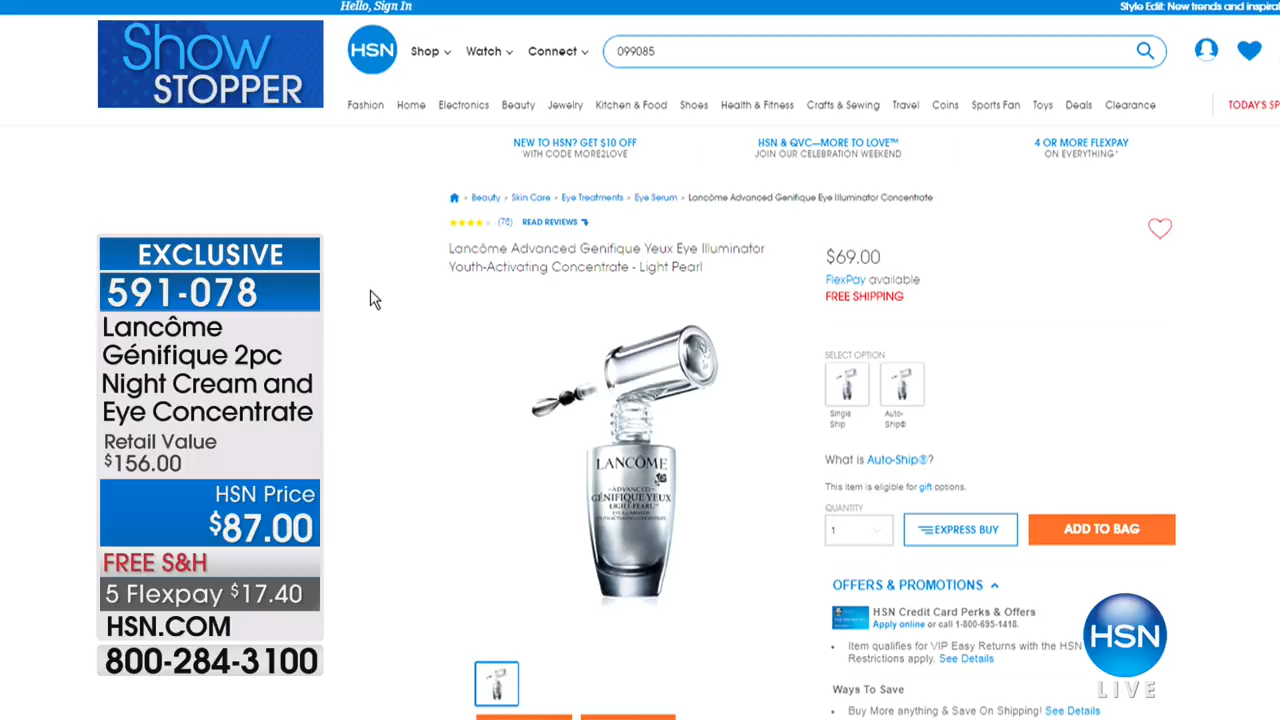 Hello, Sign In
Style Edit: New trends and inspira
Show
STOPPER
HSN
Shop
Watch
Connect
099085
Fashion Home Electronics Beauty Jewelry Kitchen & Food Shoes Health & Fitness Crafts & Sewing Travel Coins Sports Fan Toys Deals Clearance
TODAY'S SP
NEW TO HSN? GET $10 OFF
WITH CODE MORE2LOVE
HSN & QVC—MORE TO LOVE™
JOIN OUR CELEBRATION WEEKEND
4 OR MORE FLEXPAY
ON EVERYTHING*
> Beauty > Skin Care > Eye Treatments > Eye Serum > Lancôme Advanced Genifique Eye Illuminator Concentrate
(78) READ REVIEWS
Lancôme Advanced Genifique Yeux Eye Illuminator
Youth-Activating Concentrate - Light Pearl
$69.00
FlexPay available
FREE SHIPPING
SELECT OPTION
Single
Ship
Auto-
Ship®
What is Auto-Ship®?
This item is eligible for gift options.
QUANTITY
1
EXPRESS BUY
ADD TO BAG
OFFERS & PROMOTIONS
HSN Credit Card Perks & Offers
Apply online or call 1-800-695-1418.
• Item qualifies for VIP Easy Returns with the HSN
Restrictions apply. See Details
Ways To Save
• Buy More anything & Save On Shipping! See Details
LANCÔME
ADVANCED
GÉNIFIQUE YEUX
LIGHT-PEARL™
EYE ILLUMINATOR
YOUTH ACTIVATING CONCENTRATE
EXCLUSIVE
591-078
Lancôme
Génifique 2pc
Night Cream and
Eye Concentrate
Retail Value
$156.00
HSN Price
$87.00
FREE S&H
5 Flexpay $17.40
HSN.COM
800-284-3100
HSN
LIVE